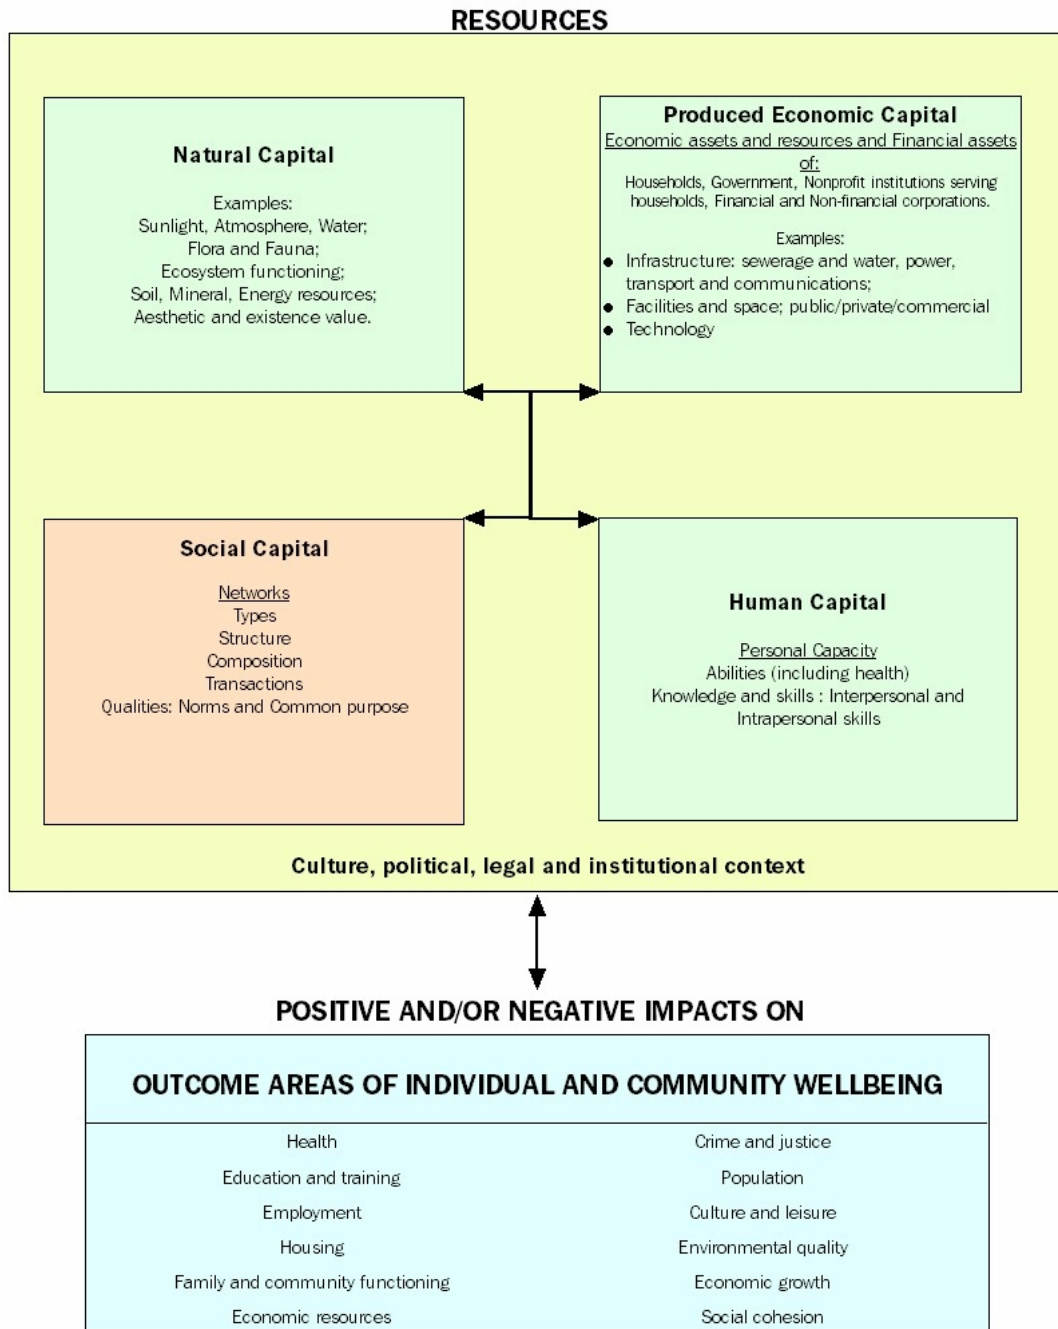 RESOURCES
Natural Capital
Examples:
Sunlight, Atmosphere, Water;
Flora and Fauna;
Ecosystem functioning;
Soil, Mineral, Energy resources;
Aesthetic and existence value.
Produced Economic Capital
Economic assets and resources and Financial assets
of:
Households, Government, Nonprofit institutions serving
households, Financial and Non-financial corporations.
Examples:
● Infrastructure: sewerage and water, power,
transport and communications;
● Facilities and space; public/private/commercial
● Technology
Social Capital
Networks
Types
Structure
Composition
Transactions
Qualities: Norms and Common purpose
Human Capital
Personal Capacity
Abilities (including health)
Knowledge and skills : Interpersonal and
Intrapersonal skills
Culture, political, legal and institutional context
POSITIVE AND/OR NEGATIVE IMPACTS ON
OUTCOME AREAS OF INDIVIDUAL AND COMMUNITY WELLBEING
Health
Education and training
Employment
Housing
Family and community functioning
Economic resources
Crime and justice
Population
Culture and leisure
Environmental quality
Economic growth
Social cohesion